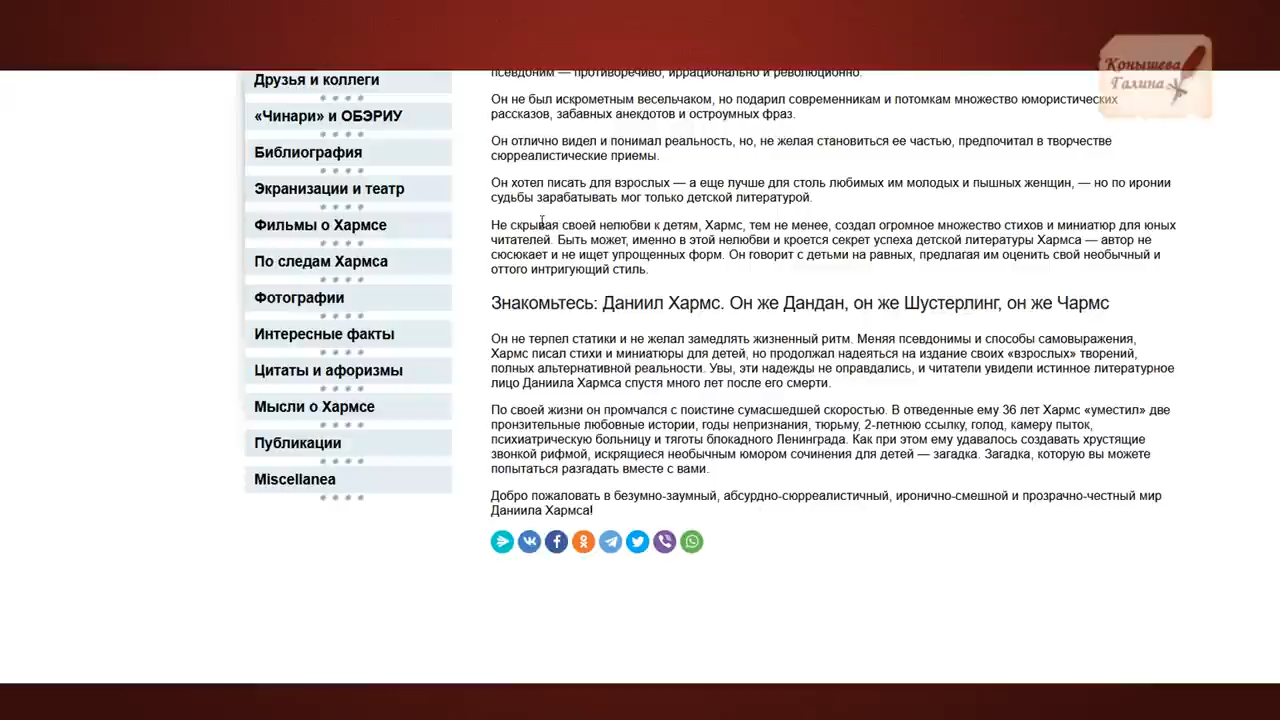 Конышева
Галина
Друзья и коллеги
«Чинари» и ОБЭРИУ
Библиография
Экранизации и театр
Фильмы о Хармсе
По следам Хармса
Фотографии
Интересные факты
Цитаты и афоризмы
Мысли о Хармсе
Публикации
Miscellanea
псевдоним — противоречиво, иррационально и революционно.
Он не был искрометным весельчаком, но подарил современникам и потомкам множество юмористических
рассказов, забавных анекдотов и остроумных фраз.
Он отлично видел и понимал реальность, но, не желая становиться ее частью, предпочитал в творчестве
сюрреалистические приемы.
Он хотел писать для взрослых — а еще лучше для столь любимых им молодых и пышных женщин, — но по иронии
судьбы зарабатывать мог только детской литературой.
Не скрывая своей нелюбви к детям, Хармс, тем не менее, создал огромное множество стихов и миниатюр для юных
читателей. Быть может, именно в этой нелюбви и кроется секрет успеха детской литературы Хармса — автор не
сюсюкает и не ищет упрощенных форм. Он говорит с детьми на равных, предлагая им оценить свой необычный и
оттого интригующий стиль.
Знакомьтесь: Даниил Хармс. Он же Дандан, он же Шустерлинг, он же Чармс
Он не терпел статики и не желал замедлять жизненный ритм. Меняя псевдонимы и способы самовыражения,
Хармс писал стихи и миниатюры для детей, но продолжал надеяться на издание своих «взрослых» творений,
полных альтернативной реальности. Увы, эти надежды не оправдались, и читатели увидели истинное литературное
лицо Даниила Хармса спустя много лет после его смерти.
По своей жизни он промчался с поистине сумасшедшей скоростью. В отведенные ему 36 лет Хармс «уместил» две
пронзительные любовные истории, годы непризнания, тюрьму, 2-летнюю ссылку, голод, камеру пыток,
психиатрическую больницу и тяготы блокадного Ленинграда. Как при этом ему удавалось создавать хрустящие
звонкой рифмой, искрящиеся необычным юмором сочинения для детей — загадка. Загадка, которую вы можете
попытаться разгадать вместе с вами.
Добро пожаловать в безумно-заумный, абсурдно-сюрреалистичный, иронично-смешной и прозрачно-честный мир
Даниила Хармса!